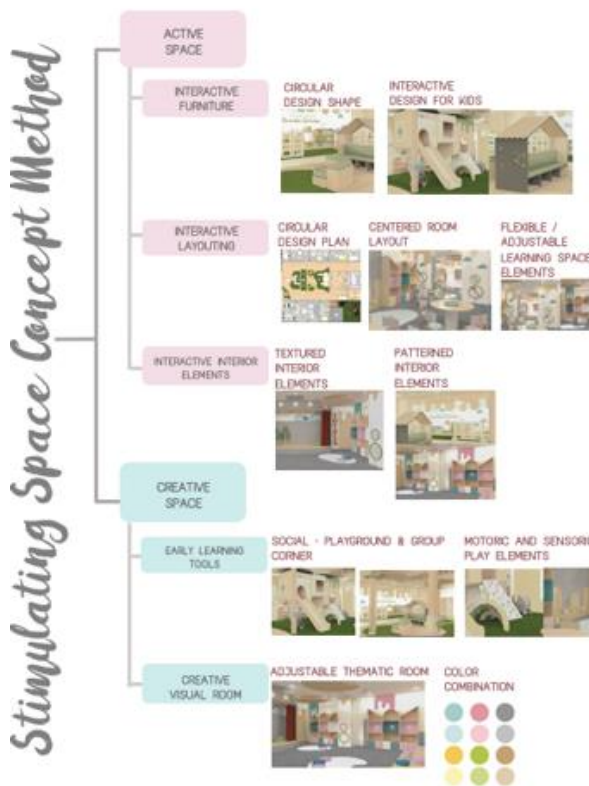 Stimulating Space Concept Method
ACTIVE
SPACE
INTERACTIVE
FURNITURE
CIRCULAR
DESIGN SHAPE
INTERACTIVE
DESIGN FOR KIDS
INTERACTIVE
LAYOUTING
CIRCULAR
DESIGN PLAN
CENTERED ROOM
LAYOUT
FLEXIBLE /
ADJUSTABLE
LEARNING SPACE
ELEMENTS
INTERACTIVE INTERIOR
ELEMENTS
TEXTURED
INTERIOR
ELEMENTS
PATTERNED
INTERIOR
ELEMENTS
CREATIVE
SPACE
EARLY LEARNING
TOOLS
SOCIAL - PLAYGROUND & GROUP
CORNER
MOTORIC AND SENSORIC
PLAY ELEMENTS
CREATIVE
VISUAL ROOM
ADJUSTABLE THEMATIC ROOM
COLOR
COMBINATION